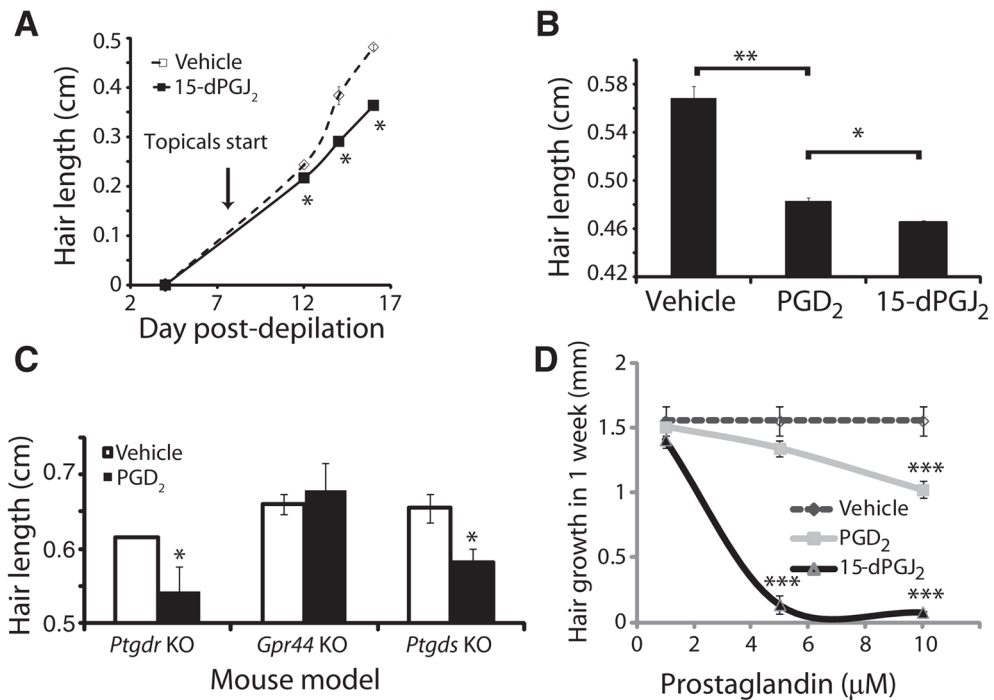 A
Hair length (cm)
0.5
0.4
0.3
0.2
0.1
0
Vehicle
15-dPGJ₂
Topicals start
*
*
*
2
7
12
17
Day post-depilation
B
Hair length (cm)
0.58
0.54
0.50
0.46
0.42
**
*
Vehicle
PGD₂
15-dPGJ₂
C
Hair length (cm)
0.7
0.6
0.5
Vehicle
PGD₂
*
*
Ptgdr KO
Gpr44 KO
Ptgds KO
Mouse model
D
Hair growth in 1 week (mm)
2
1.5
1
0.5
0
***
Vehicle
PGD₂
15-dPGJ₂
***
***
0
2
4
6
8
10
Prostaglandin (μM)